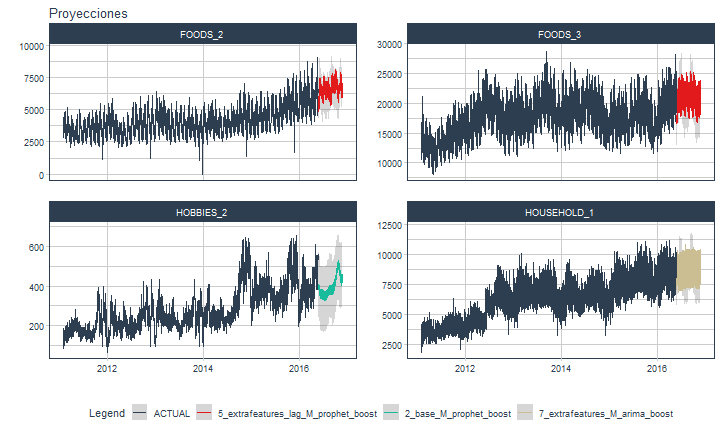 Proyecciones
FOODS_2
FOODS_3
10000
7500
5000
2500
0
30000
25000
20000
15000
10000
HOBBIES_2
HOUSEHOLD_1
600
400
200
12500
10000
7500
5000
2500
2012
2014
2016
2012
2014
2016
Legend
ACTUAL
5_extrafeatures_lag_M_prophet_boost
2_base_M_prophet_boost
7_extrafeatures_M_arima_boost